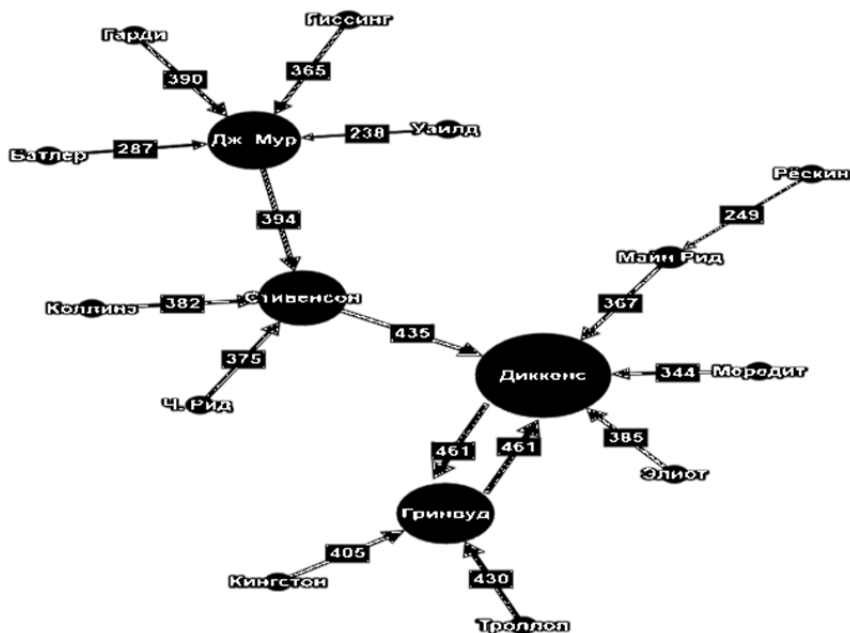 Гиссинг
Гарди
390
365
Дж. Мур
Уайлд
238
Батлер
287
Рёскин
249
394
Майн Рид
367
Стивенсон
Коллинз
382
435
375
Диккенс
344
Мередит
Ч. Рид
385
461
461
Элиот
Гринвуд
405
Кингстон
430
Троллоп